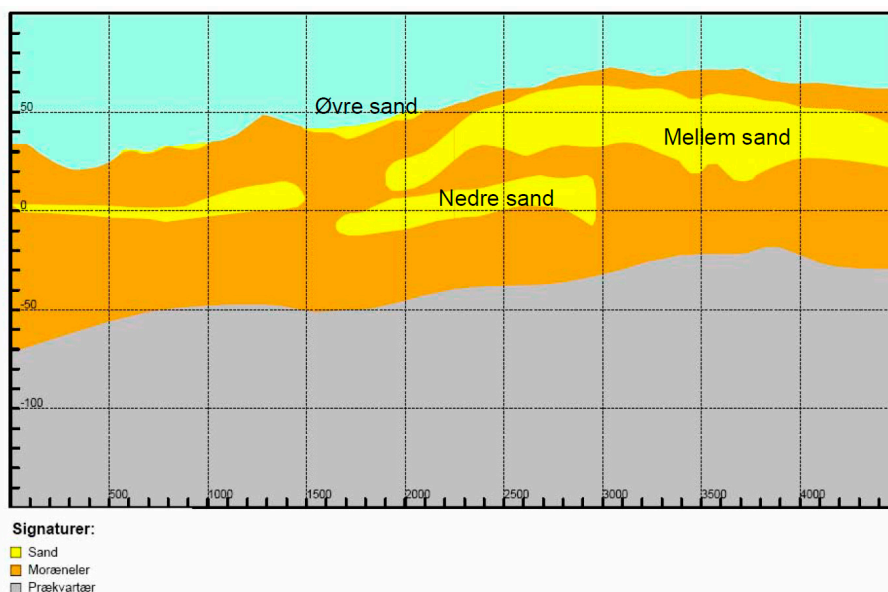 Øvre sand
50
Mellem sand
Nedre sand
0
-50
-100
500 1000 1500 2000 2500 3000 3500 4000
Signaturer:
Sand
Moræneler
Prækvartær